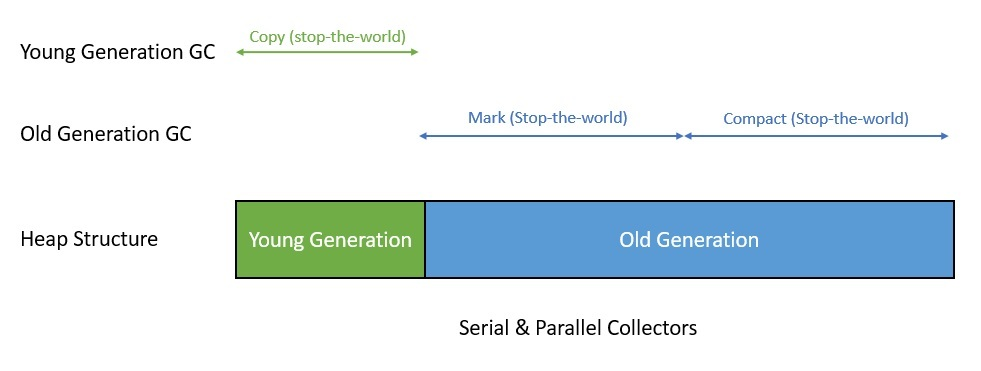 Copy (stop-the-world)
Young Generation GC
Mark (Stop-the-world)
Compact (Stop-the-world)
Old Generation GC
Heap Structure
Young Generation
Old Generation
Serial & Parallel Collectors